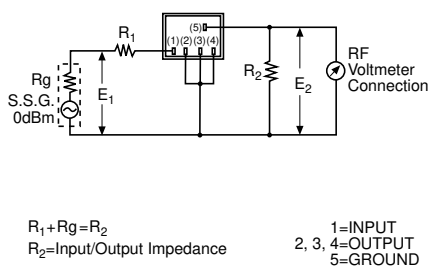 (5)
R1
(1) (2) (3) (4)
RF
Voltmeter
Connection
R2
Rg
E1
E2
S.S.G.
0dBm
R1+Rg=R2
R2=Input/Output Impedance
1=INPUT
2, 3, 4=OUTPUT
5=GROUND